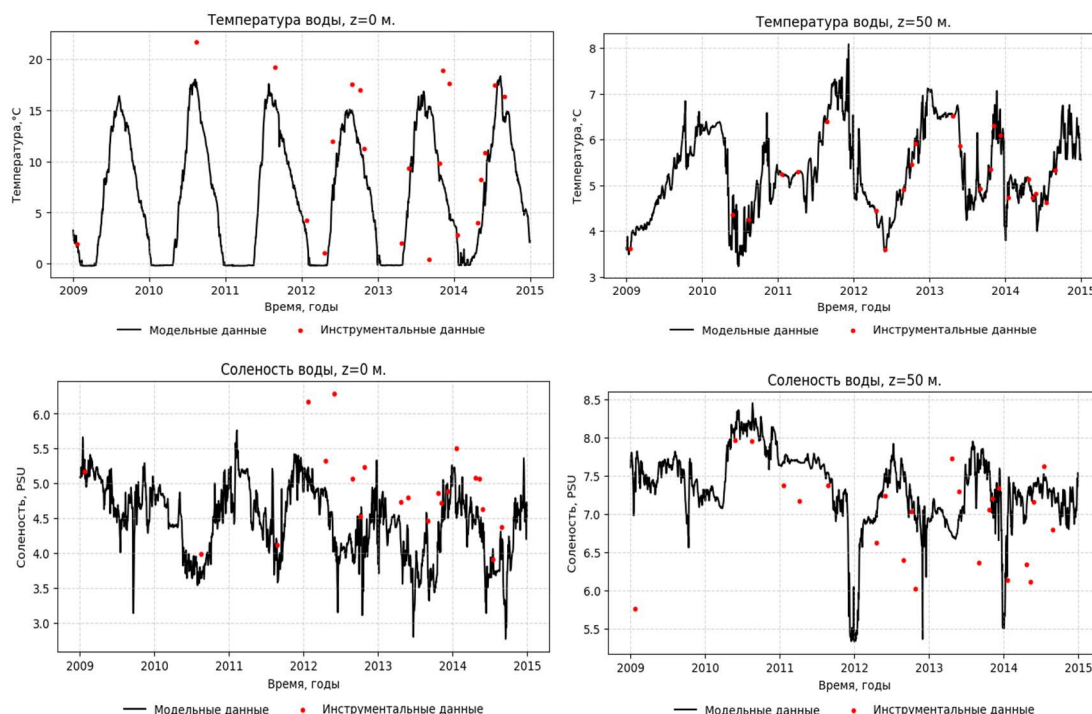 Температура воды, z=0 м.
Температура,°C
20
15
10
5
0
2009 2010 2011 2012 2013 2014 2015
Время, годы
Модельные данные Инструментальные данные
Температура воды, z=50 м.
Температура,°C
8
7
6
5
4
3
2009 2010 2011 2012 2013 2014 2015
Время, годы
Модельные данные Инструментальные данные
Соленость воды, z=0 м.
Соленость, PSU
6.0
5.5
5.0
4.5
4.0
3.5
3.0
2009 2010 2011 2012 2013 2014 2015
Время, годы
Модельные данные Инструментальные данные
Соленость воды, z=50 м.
Соленость, PSU
8.5
8.0
7.5
7.0
6.5
6.0
5.5
2009 2010 2011 2012 2013 2014 2015
Время, годы
Модельные данные Инструментальные данные